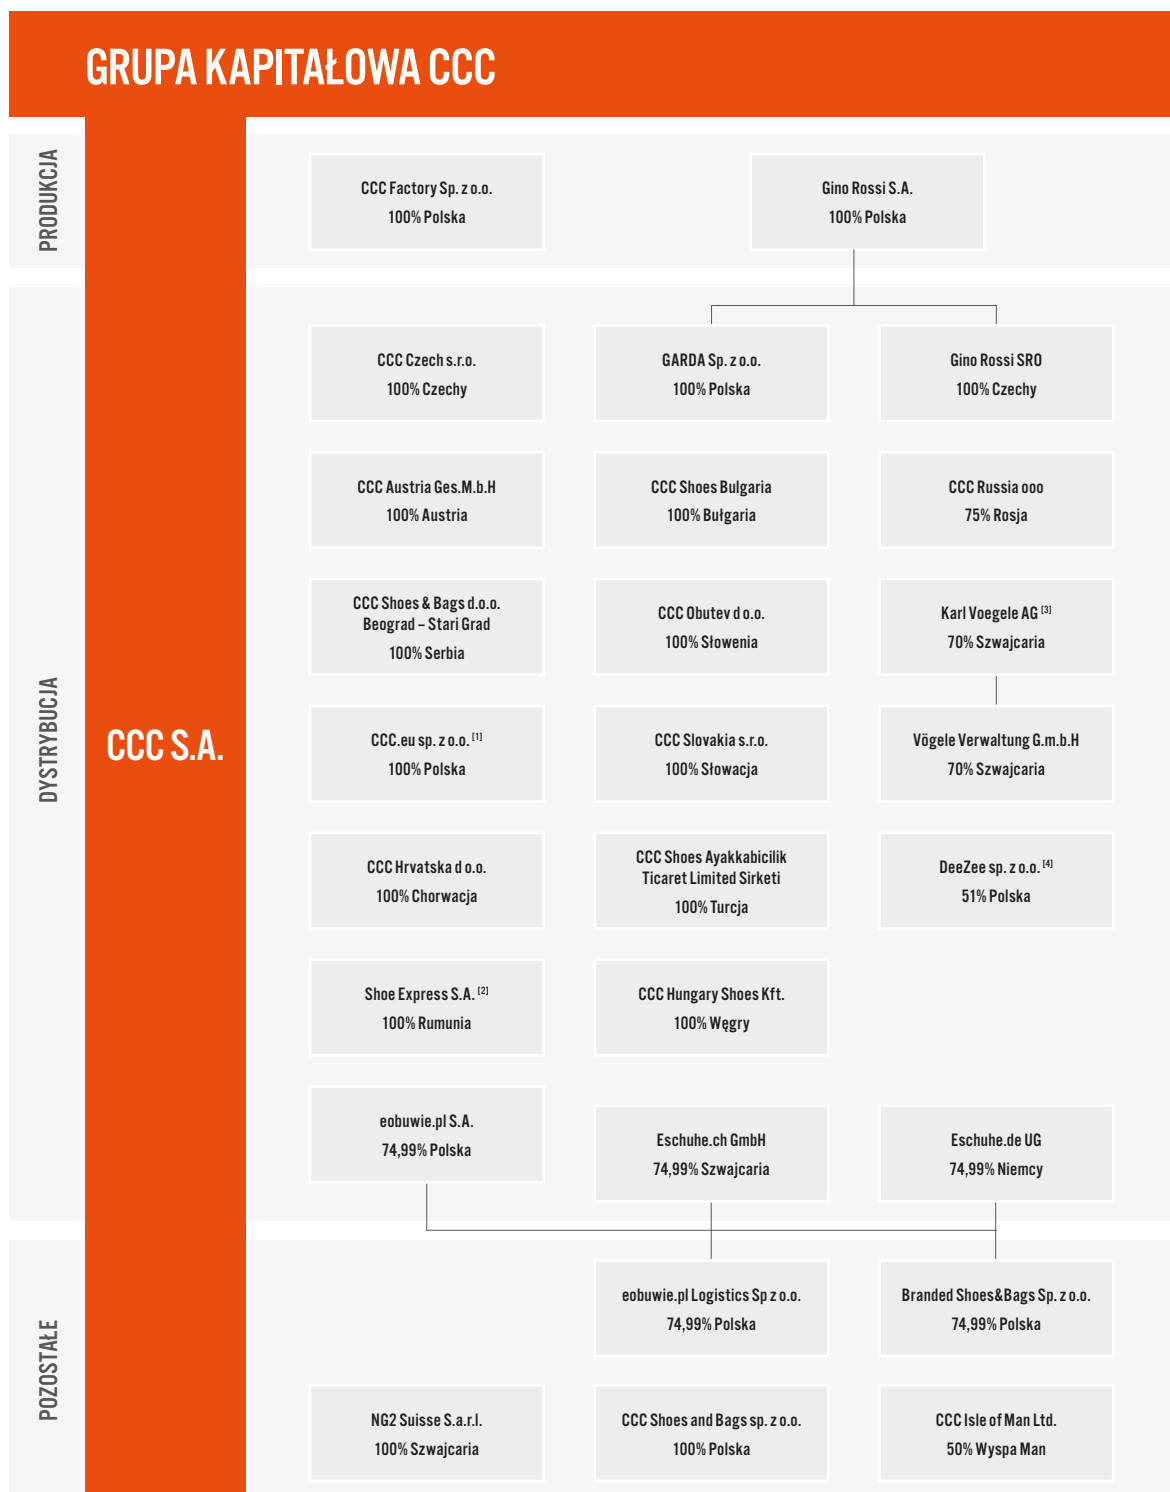 GRUPA KAPITAŁOWA CCC
PRODUKCJA
CCC Factory Sp. z o.o.
100% Polska
Gino Rossi S.A.
100% Polska
DYSTRYBUCJA
CCC S.A.
CCC Czech s.r.o.
100% Czechy
GARDA Sp. z o.o.
100% Polska
Gino Rossi SRO
100% Czechy
CCC Austria Ges.M.b.H
100% Austria
CCC Shoes Bulgaria
100% Bułgaria
CCC Russia ooo
75% Rosja
CCC Shoes & Bags d.o.o.
Beograd – Stari Grad
100% Serbia
CCC Obutev d o.o.
100% Słowenia
Karl Voegele AG [3]
70% Szwajcaria
CCC.eu sp. z o.o. [1]
100% Polska
CCC Slovakia s.r.o.
100% Słowacja
Vögele Verwaltung G.m.b.H
70% Szwajcaria
CCC Hrvatska d o.o.
100% Chorwacja
CCC Shoes Ayakkabicilik
Ticaret Limited Sirketi
100% Turcja
DeeZee sp. z o.o. [4]
51% Polska
Shoe Express S.A. [2]
100% Rumunia
CCC Hungary Shoes Kft.
100% Węgry
eobuwie.pl S.A.
74,99% Polska
Eschuhe.ch GmbH
74,99% Szwajcaria
Eschuhe.de UG
74,99% Niemcy
POZOSTAŁE
eobuwie.pl Logistics Sp z o.o.
74,99% Polska
Branded Shoes&Bags Sp. z o.o.
74,99% Polska
NG2 Suisse S.a.r.l.
100% Szwajcaria
CCC Shoes and Bags sp. z o.o.
100% Polska
CCC Isle of Man Ltd.
50% Wyspa Man